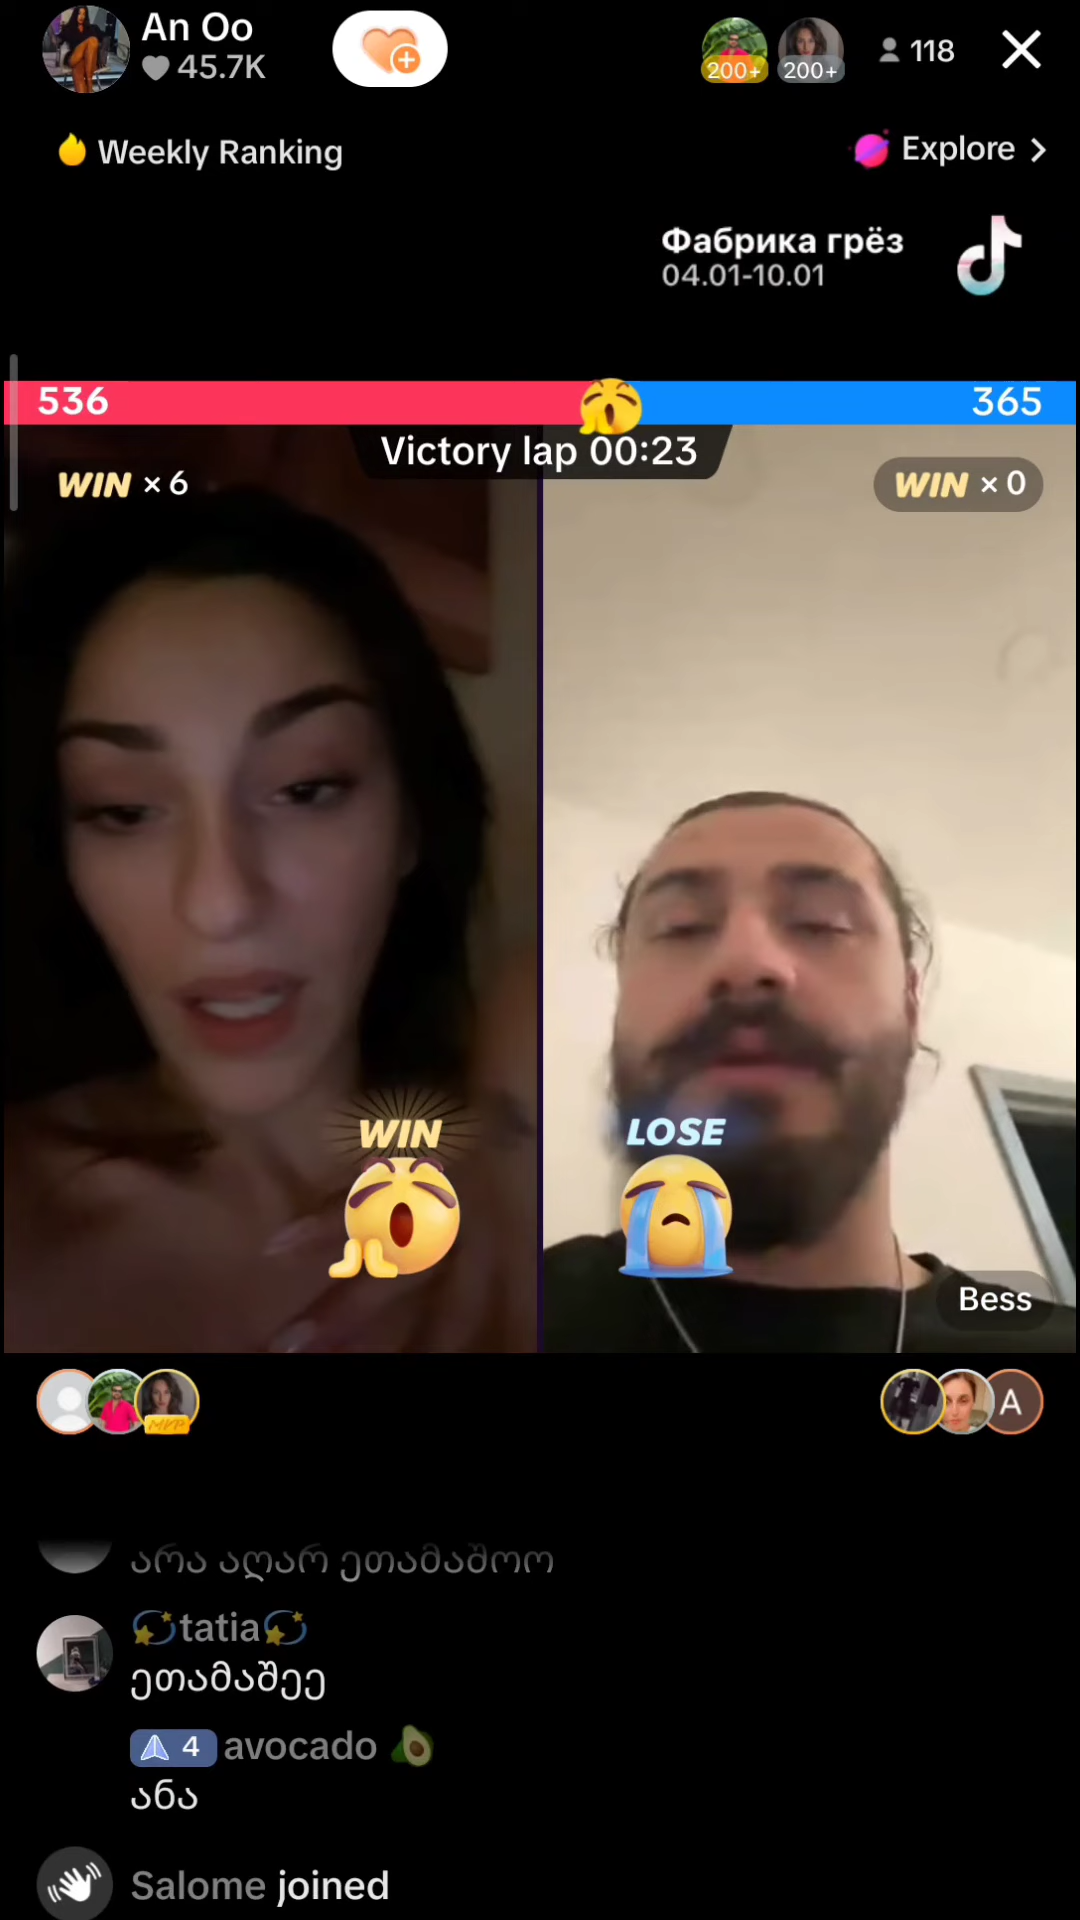 An Oo
45.7K
200+
200+
118
Weekly Ranking
Explore
Фабрика грёз
04.01-10.01
536
365
Victory lap 00:23
WIN × 6
WIN × 0
WIN
LOSE
Bess
MVP
A
არა აღარ ეთამაშოო
tatia
ეთამაშეე
4 avocado
ანა
Salome joined